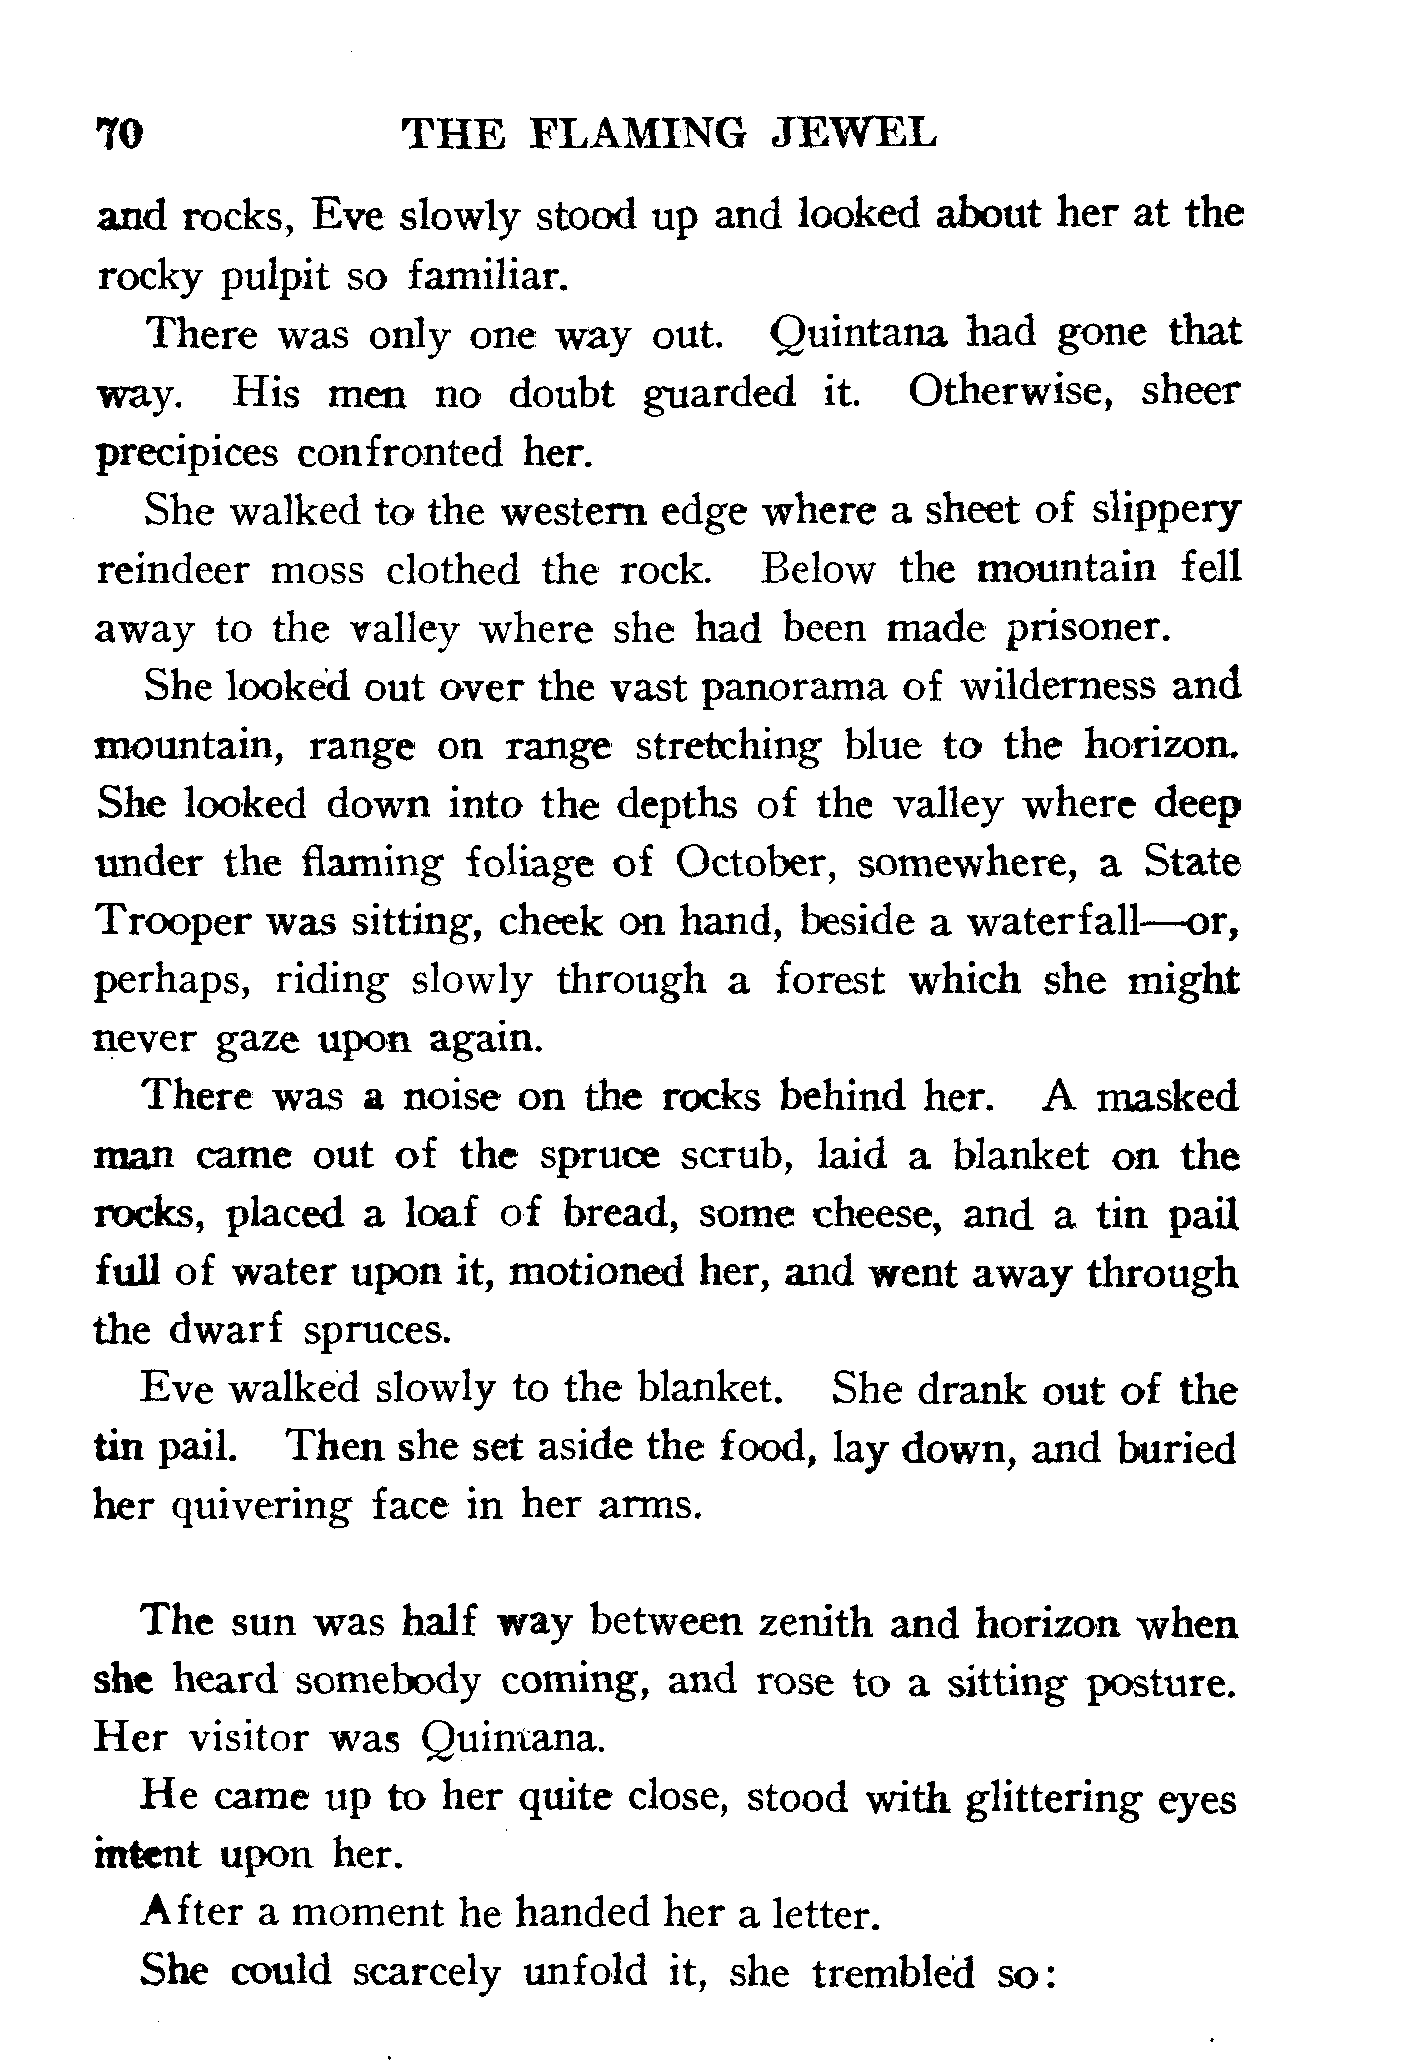 70 THE FLAMING JEWEL
and rocks, Eve slowly stood up and looked about her at the
rocky pulpit so familiar.
There was only one way out. Quintana had gone that
way. His men no doubt guarded it. Otherwise, sheer
precipices confronted her.
She walked to the western edge where a sheet of slippery
reindeer moss clothed the rock. Below the mountain fell
away to the valley where she had been made prisoner.
She looked out over the vast panorama of wilderness and
mountain, range on range stretching blue to the horizon.
She looked down into the depths of the valley where deep
under the flaming foliage of October, somewhere, a State
Trooper was sitting, cheek on hand, beside a waterfall—or,
perhaps, riding slowly through a forest which she might
never gaze upon again.
There was a noise on the rocks behind her. A masked
man came out of the spruce scrub, laid a blanket on the
rocks, placed a loaf of bread, some cheese, and a tin pail
full of water upon it, motioned her, and went away through
the dwarf spruces.
Eve walked slowly to the blanket. She drank out of the
tin pail. Then she set aside the food, lay down, and buried
her quivering face in her arms.
The sun was half way between zenith and horizon when
she heard somebody coming, and rose to a sitting posture.
Her visitor was Quintana.
He came up to her quite close, stood with glittering eyes
intent upon her.
After a moment he handed her a letter.
She could scarcely unfold it, she trembled so: